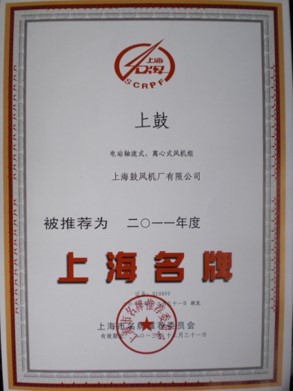 上海
SCRPF
上鼓
电站轴流式、离心式风机组
上海鼓风机厂有限公司
被推荐为 二〇一一年度
上海名牌
上海市名牌推荐委员会